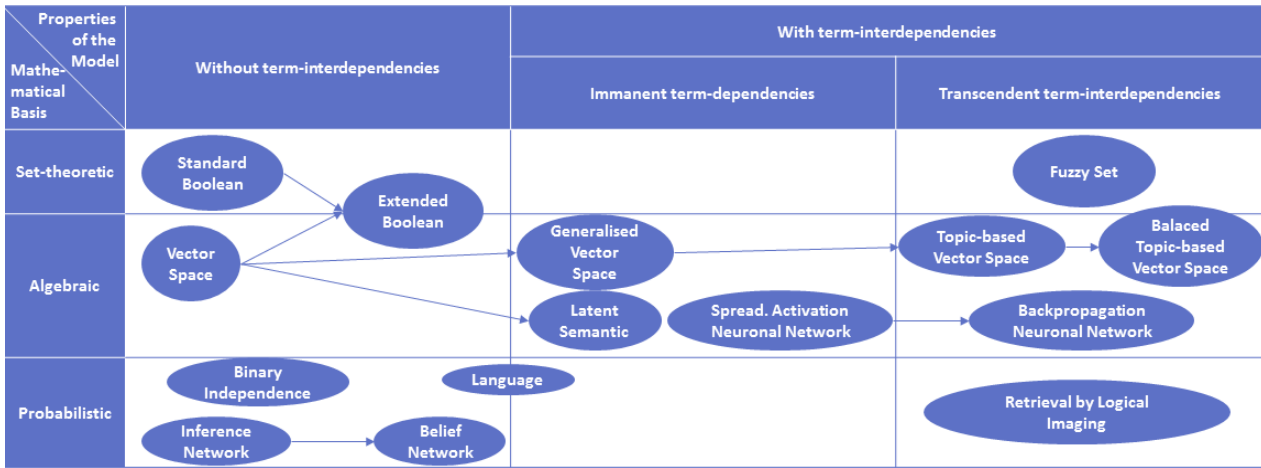 Properties
of the
Model
Mathe-
matical
Basis
Without term-interdependencies
With term-interdependencies
Immanent term-dependencies
Transcendent term-interdependencies
Set-theoretic
Standard
Boolean
Extended
Boolean
Fuzzy Set
Algebraic
Vector
Space
Generalised
Vector
Space
Topic-based
Vector Space
Balaced
Topic-based
Vector Space
Latent
Semantic
Spread. Activation
Neuronal Network
Backpropagation
Neuronal Network
Probabilistic
Binary
Independence
Language
Inference
Network
Belief
Network
Retrieval by Logical
Imaging